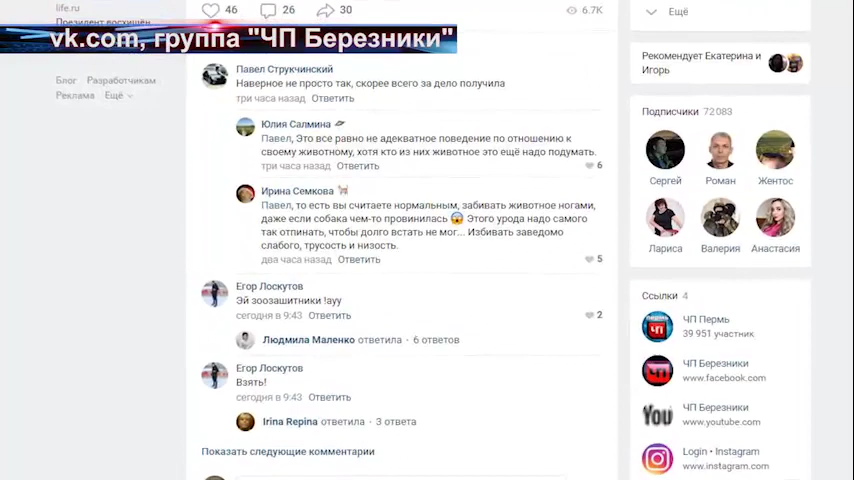 life.ru
Президент восхищён
vk.com, группа "ЧП Березники"
Блог Разработчикам
Реклама Ещё
46 26 30 6.7K
Павел Струкчинский
Наверное не просто так, скорее всего за дело получила
три часа назад Ответить
Юлия Салмина
Павел, Это все равно не адекватное поведение по отношению к
своему животному, хотя кто из них животное это ещё надо подумать.
три часа назад Ответить 6
Ирина Семкова
Павел, то есть вы считаете нормальным, забивать животное ногами,
даже если собака чем-то провинилась 😱 Этого урода надо самого
так отпинать, чтобы долго встать не мог... Избивать заведомо
слабого, трусость и низость.
два часа назад Ответить 5
Егор Лоскутов
Эй зоозашитники !ауу
сегодня в 9:43 Ответить 2
Людмила Маленко ответила · 6 ответов
Егор Лоскутов
Взять!
сегодня в 9:43 Ответить
Irina Repina ответила · 3 ответа
Показать следующие комментарии
Ещё
Рекомендует Екатерина и
Игорь
Подписчики 72 083
Сергей Роман Жентос
Лариса Валерия Анастасия
Ссылки 4
ЧП Пермь
39 951 участник
ЧП Березники
www.facebook.com
ЧП Березники
www.youtube.com
You
Login • Instagram
www.instagram.com